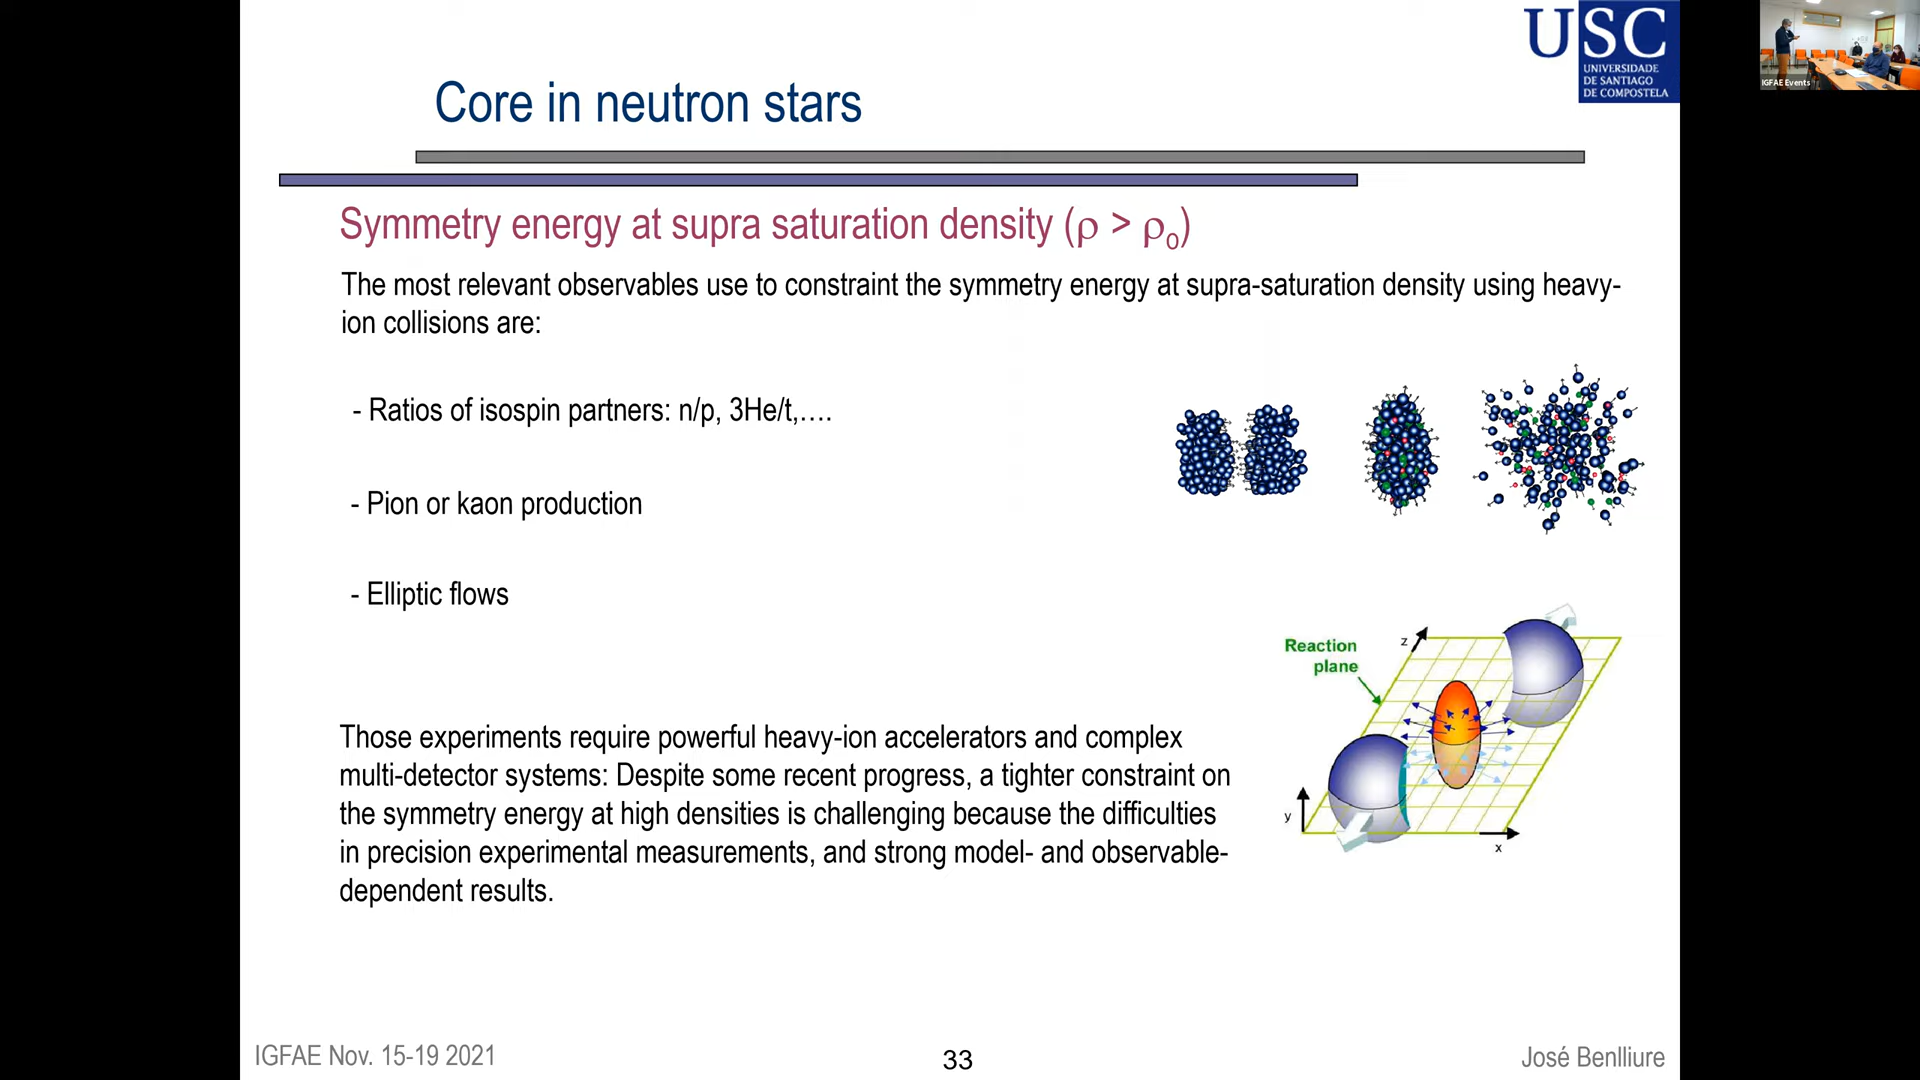 USC
UNIVERSIDADE
DE SANTIAGO
DE COMPOSTELA
IGFAE Events
Core in neutron stars
Symmetry energy at supra saturation density (ρ > ρ0)
The most relevant observables use to constraint the symmetry energy at supra-saturation density using heavy-
ion collisions are:
- Ratios of isospin partners: n/p, 3He/t,….
- Pion or kaon production
- Elliptic flows
Reaction
plane
z
y
x
Those experiments require powerful heavy-ion accelerators and complex
multi-detector systems: Despite some recent progress, a tighter constraint on
the symmetry energy at high densities is challenging because the difficulties
in precision experimental measurements, and strong model- and observable-
dependent results.
IGFAE Nov. 15-19 2021
33
José Benlliure